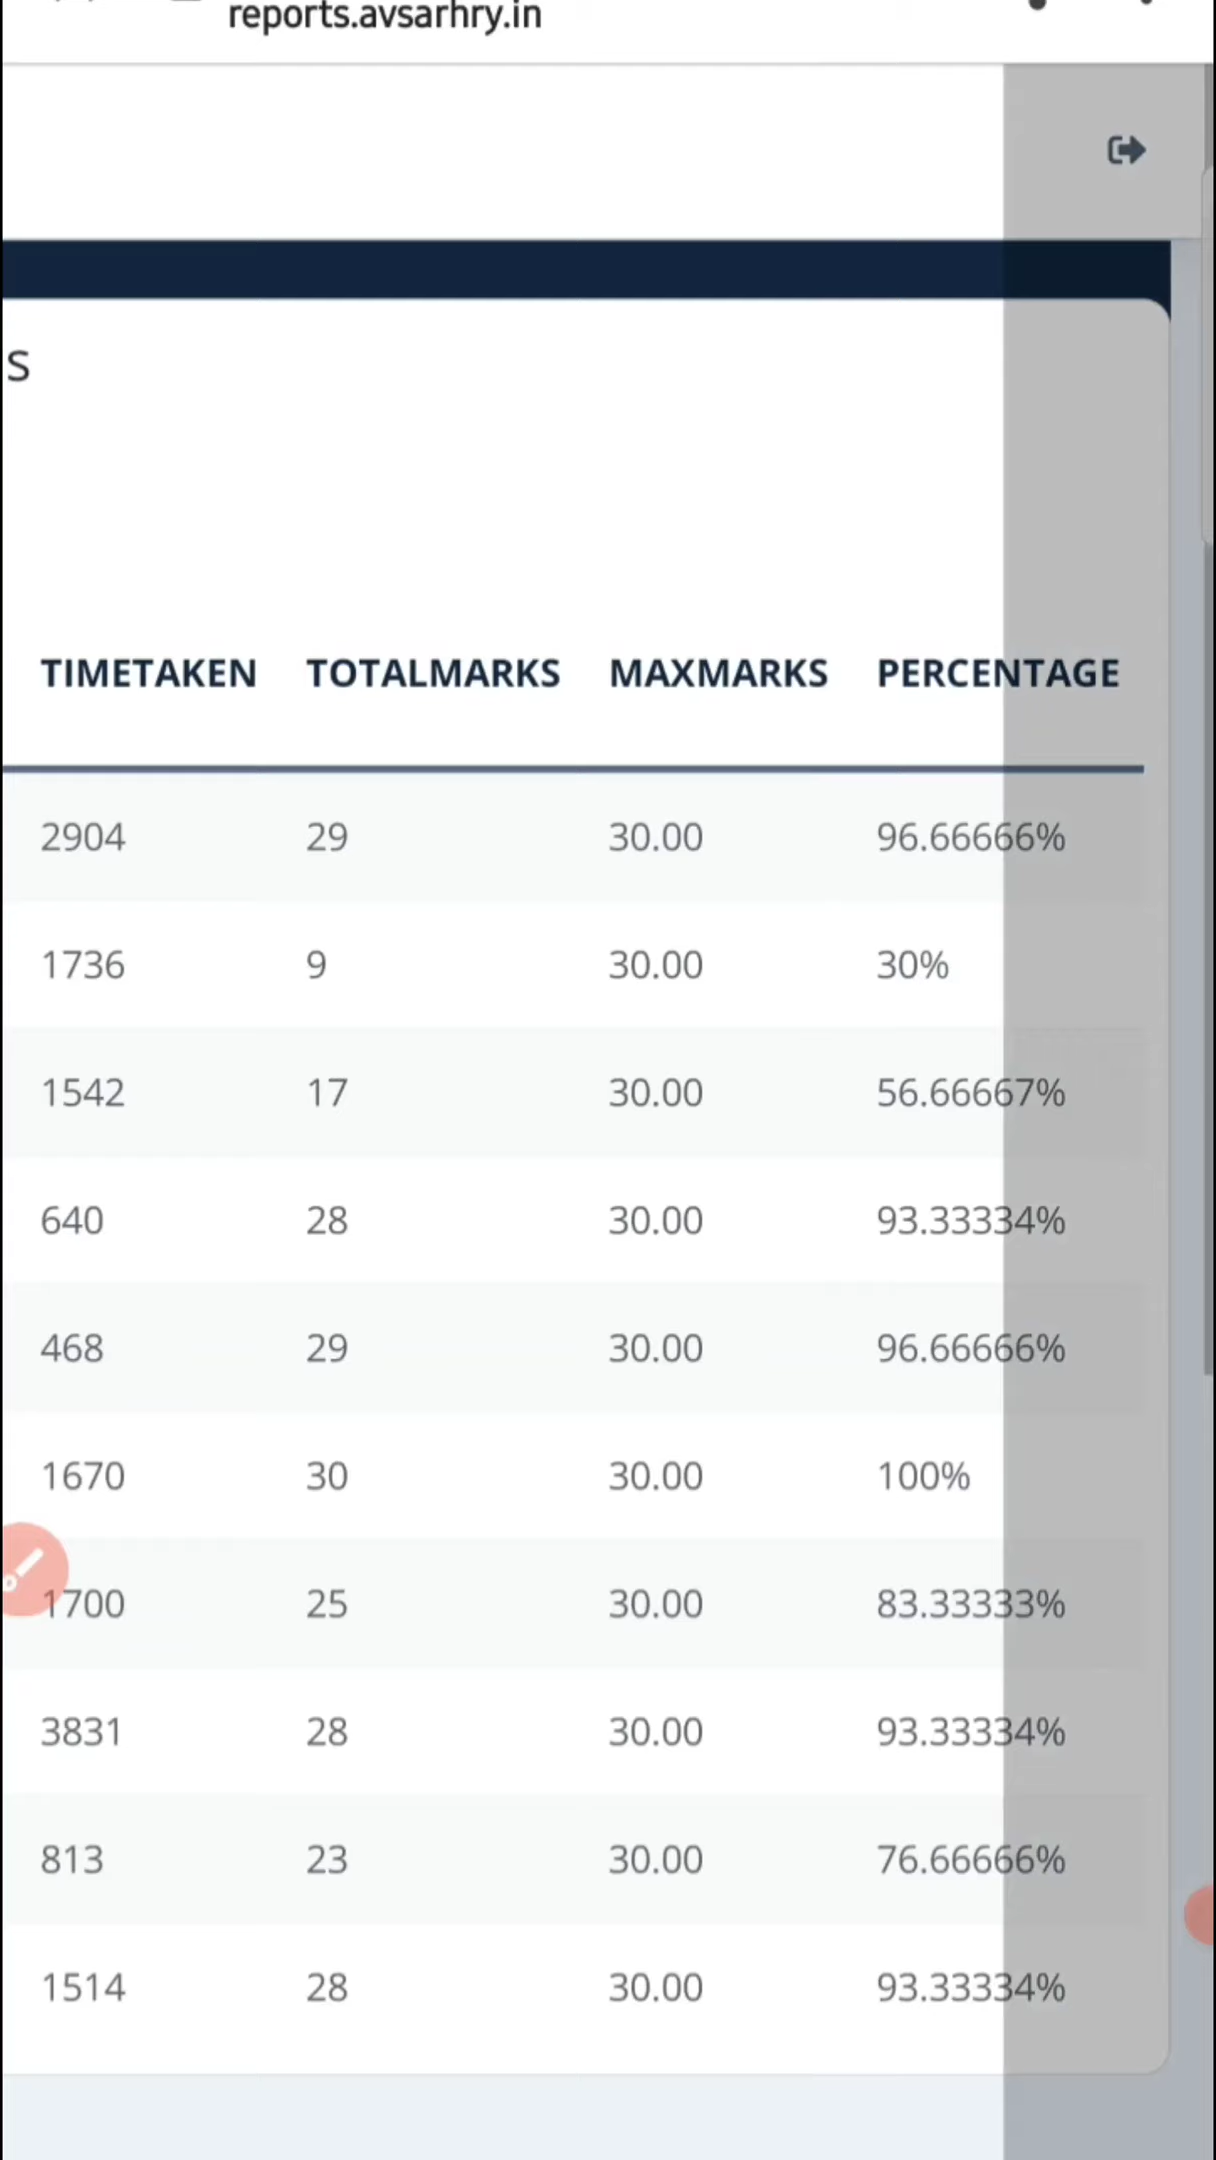 reports.avsarhry.in
s
TIMETAKEN TOTALMARKS MAXMARKS PERCENTAGE
2904 29 30.00 96.66666%
1736 9 30.00 30%
1542 17 30.00 56.66667%
640 28 30.00 93.33334%
468 29 30.00 96.66666%
1670 30 30.00 100%
1700 25 30.00 83.33333%
3831 28 30.00 93.33334%
813 23 30.00 76.66666%
1514 28 30.00 93.33334%